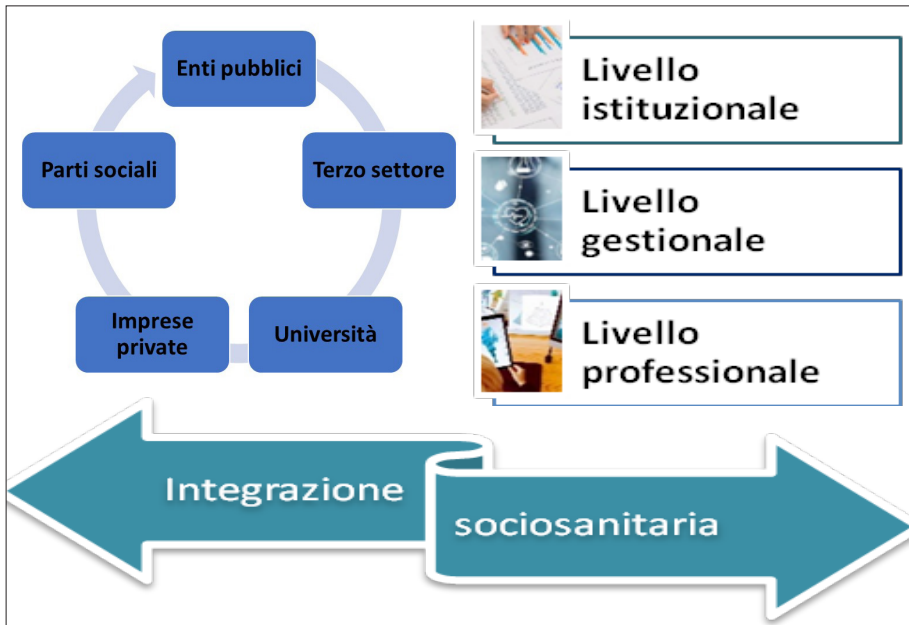 Enti pubblici
Terzo settore
Università
Imprese
private
Parti sociali
Livello
istituzionale
Livello
gestionale
Livello
professionale
Integrazione
sociosanitaria